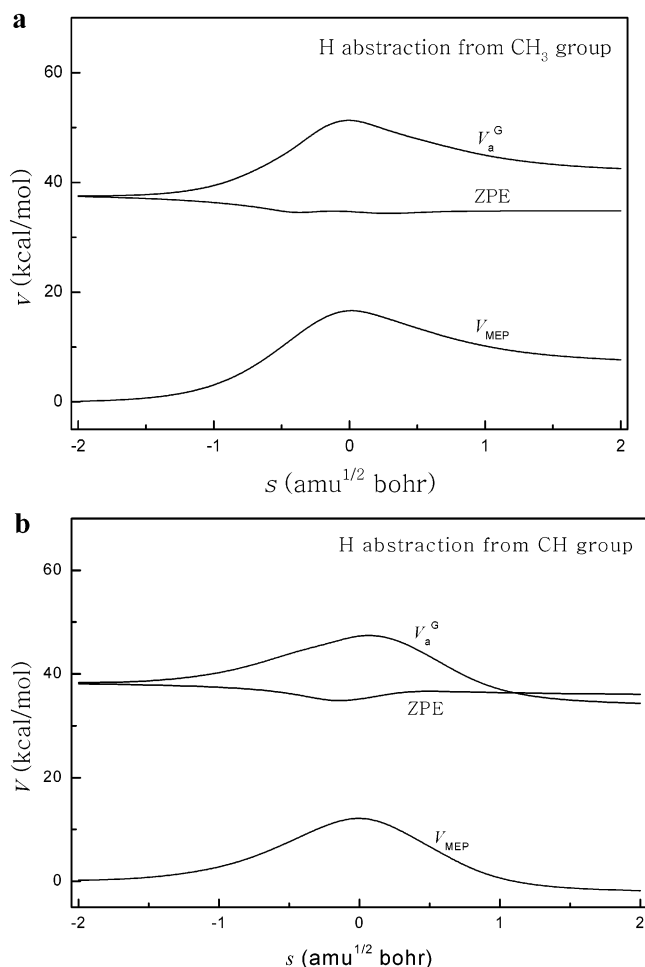 a
H abstraction from CH3 group
60
VaG
40
ZPE
V (kcal/mol)
20
VMEP
0
-2 -1 0 1 2
s (amu1/2 bohr)
b
H abstraction from CH group
60
VaG
40
ZPE
V (kcal/mol)
20
VMEP
0
-2 -1 0 1 2
s (amu1/2 bohr)